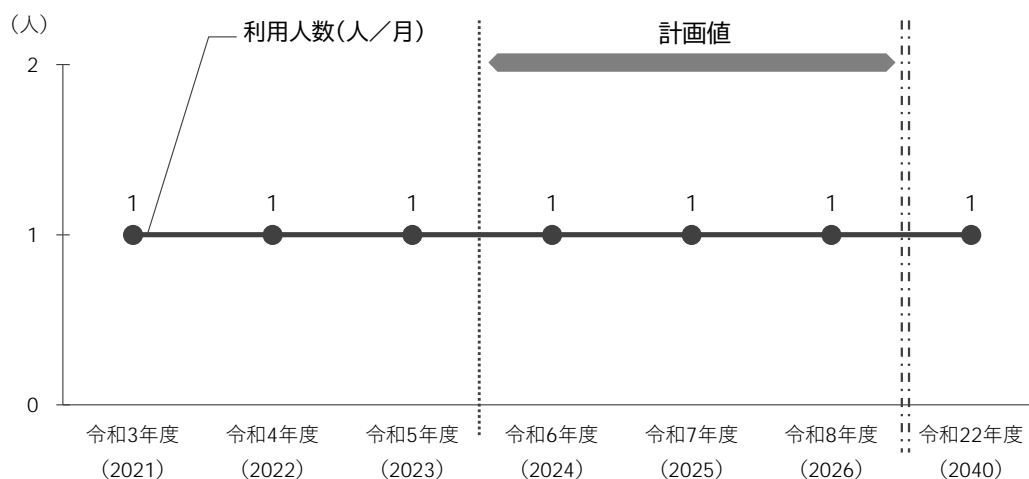 (人)
利用人数(人／月)
計画値
2
1 1 1 1 1 1 1
1
0
令和3年度 令和4年度 令和5年度 令和6年度 令和7年度 令和8年度 令和22年度
(2021) (2022) (2023) (2024) (2025) (2026) (2040)